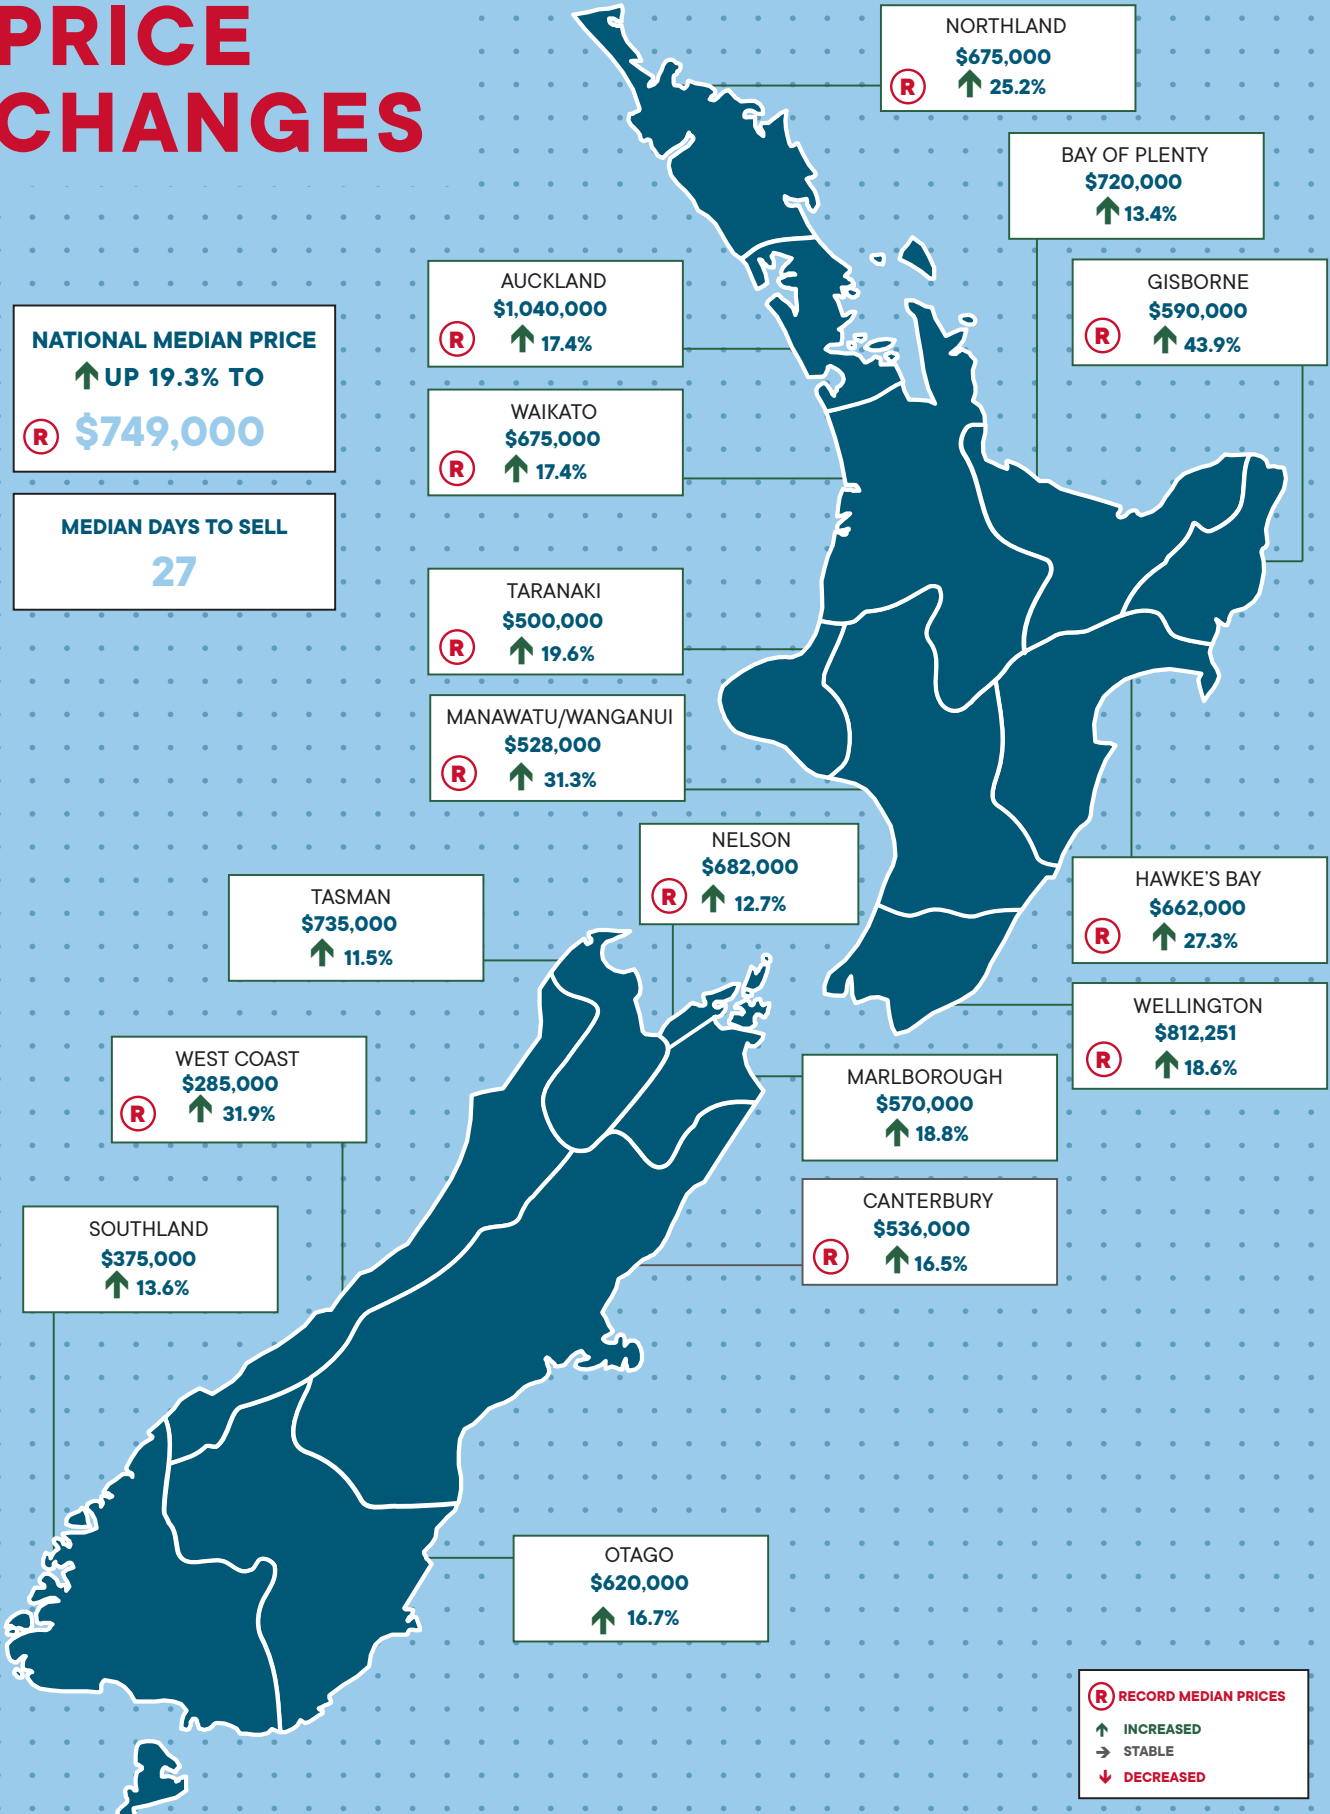 PRICE
CHANGES
NORTHLAND
$675,000
R 25.2%
BAY OF PLENTY
$720,000
13.4%
AUCKLAND
$1,040,000
R 17.4%
GISBORNE
$590,000
R 43.9%
NATIONAL MEDIAN PRICE
UP 19.3% TO
R $749,000
WAIKATO
$675,000
R 17.4%
MEDIAN DAYS TO SELL
27
TARANAKI
$500,000
R 19.6%
MANAWATU/WANGANUI
$528,000
R 31.3%
NELSON
$682,000
R 12.7%
TASMAN
$735,000
11.5%
HAWKE'S BAY
$662,000
R 27.3%
WELLINGTON
$812,251
R 18.6%
WEST COAST
$285,000
R 31.9%
MARLBOROUGH
$570,000
18.8%
CANTERBURY
$536,000
R 16.5%
SOUTHLAND
$375,000
13.6%
OTAGO
$620,000
16.7%
R RECORD MEDIAN PRICES
INCREASED
STABLE
DECREASED